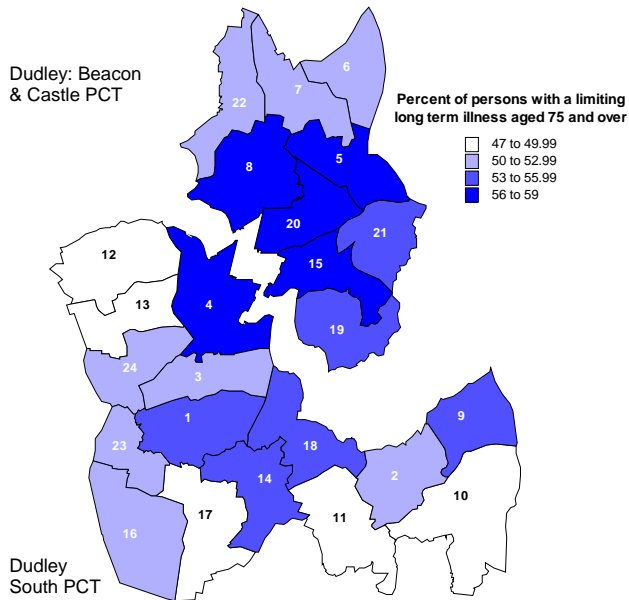 Dudley: Beacon
& Castle PCT
Percent of persons with a limiting
long term illness aged 75 and over
47 to 49.99
50 to 52.99
53 to 55.99
56 to 59
6
7
22
5
8
20
21
15
12
13
4
19
24
3
1
9
23
18
2
14
10
17
11
16
Dudley
South PCT